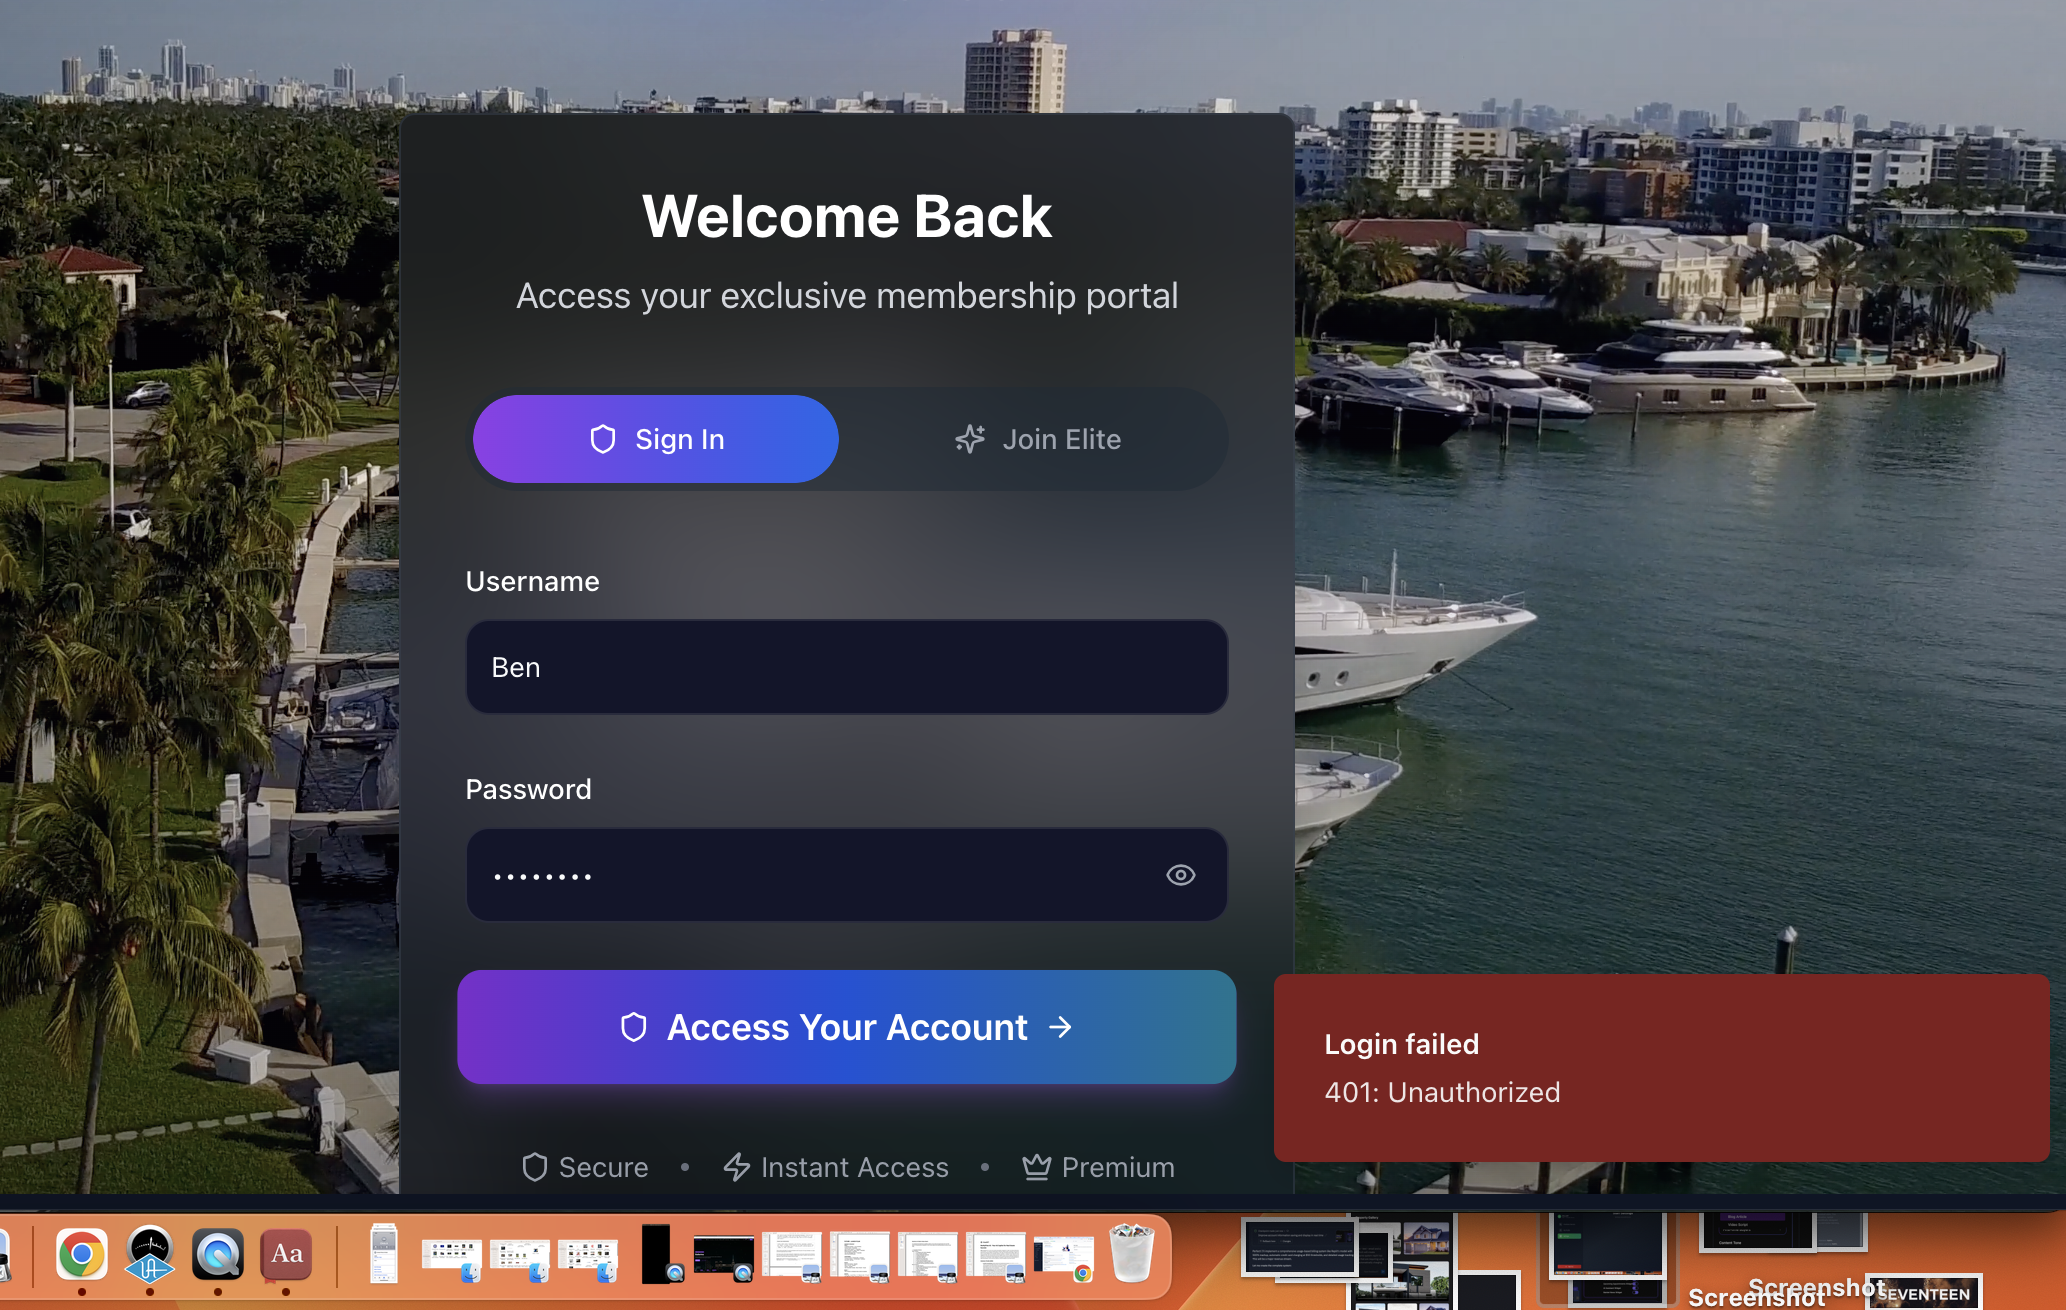 Welcome Back
Access your exclusive membership portal
Sign In
Join Elite
Username
Ben
Password
••••••••
Access Your Account →
Login failed
401: Unauthorized
Secure • Instant Access • Premium
Aa
Screenshot
Screenshot
SEVENTEEN